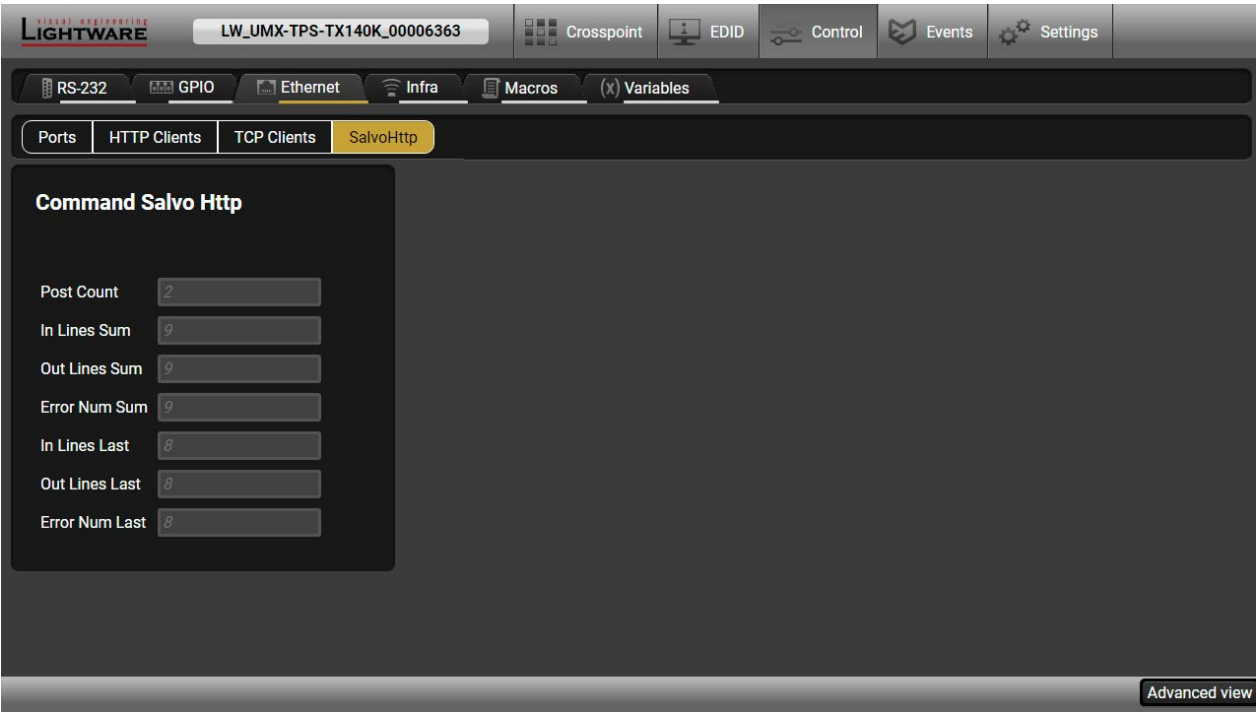 visual engineering
LIGHTWARE
LW_UMX-TPS-TX140K_00006363
Crosspoint
EDID
Control
Events
Settings
RS-232
GPIO
Ethernet
Infra
Macros
(x) Variables
Ports
HTTP Clients
TCP Clients
SalvoHttp
Command Salvo Http
Post Count 2
In Lines Sum 9
Out Lines Sum 9
Error Num Sum 9
In Lines Last 8
Out Lines Last 8
Error Num Last 8
Advanced view